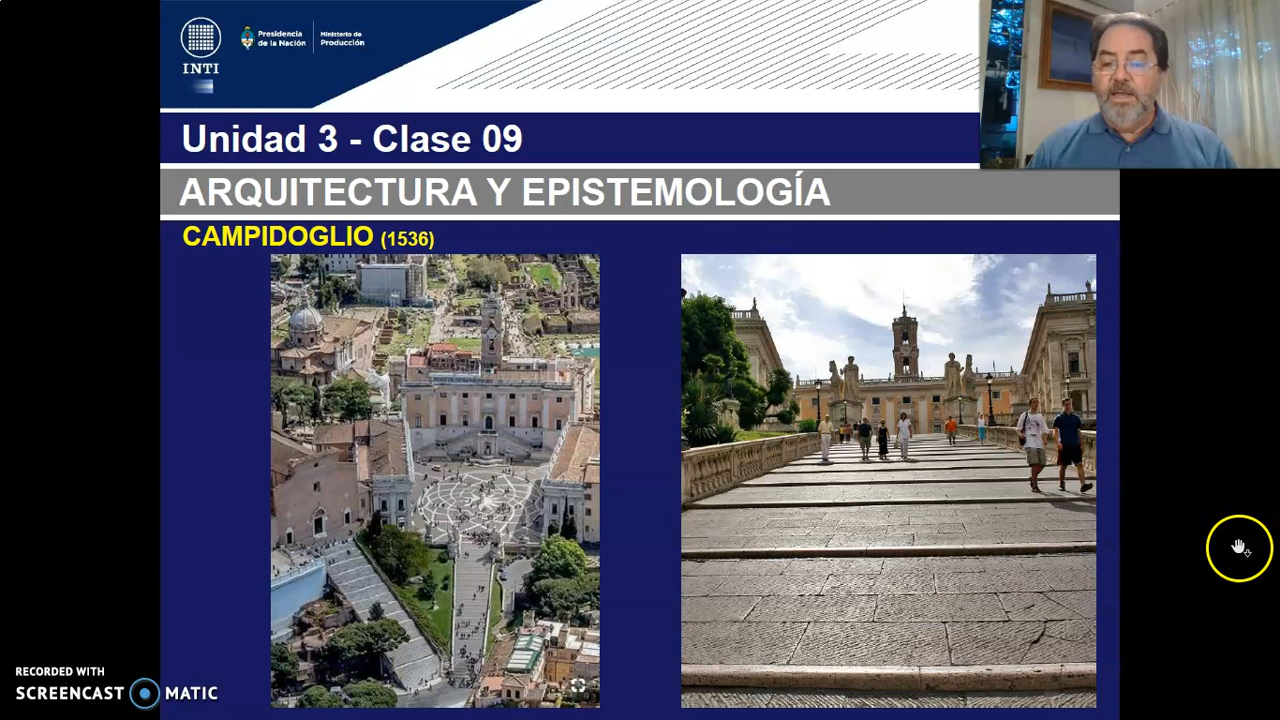 INTI
Presidencia
de la Nación
Ministerio de
Producción
Unidad 3 - Clase 09
ARQUITECTURA Y EPISTEMOLOGÍA
CAMPIDOGLIO (1536)
RECORDED WITH
SCREENCAST MATIC